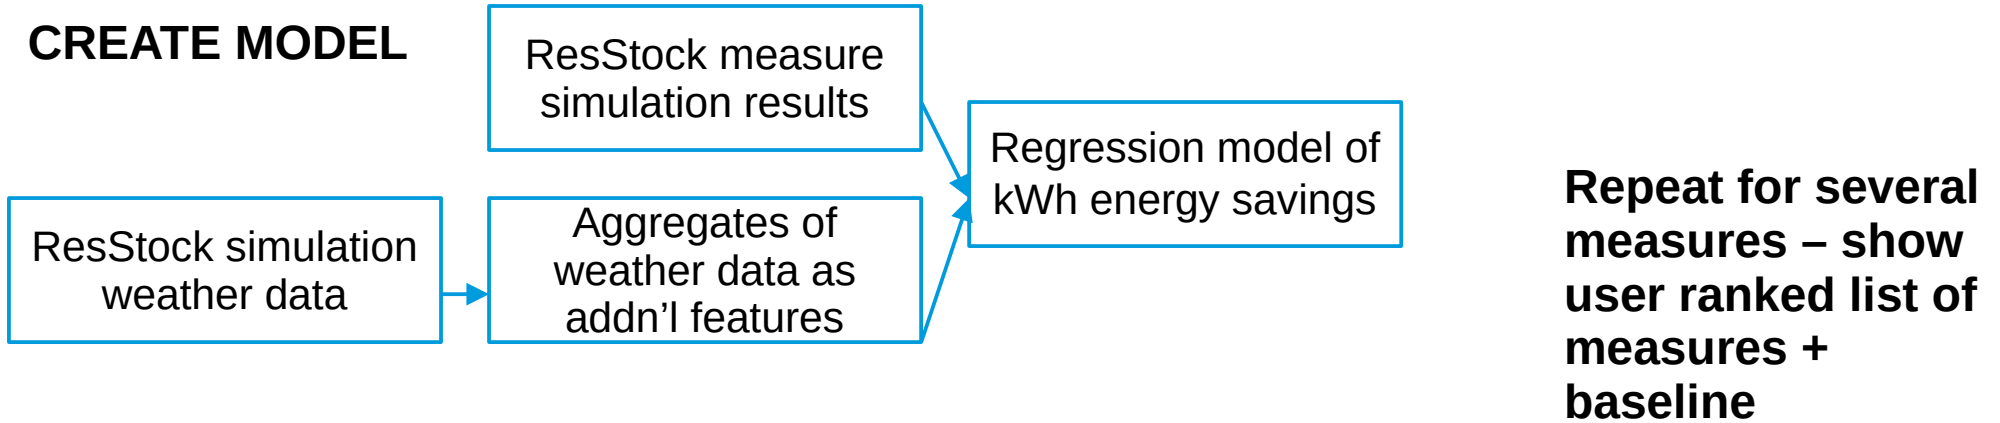 CREATE MODEL
ResStock measure
simulation results
Regression model of
kWh energy savings
ResStock simulation
weather data
Aggregates of
weather data as
addn’l features
Repeat for several
measures – show
user ranked list of
measures +
baseline